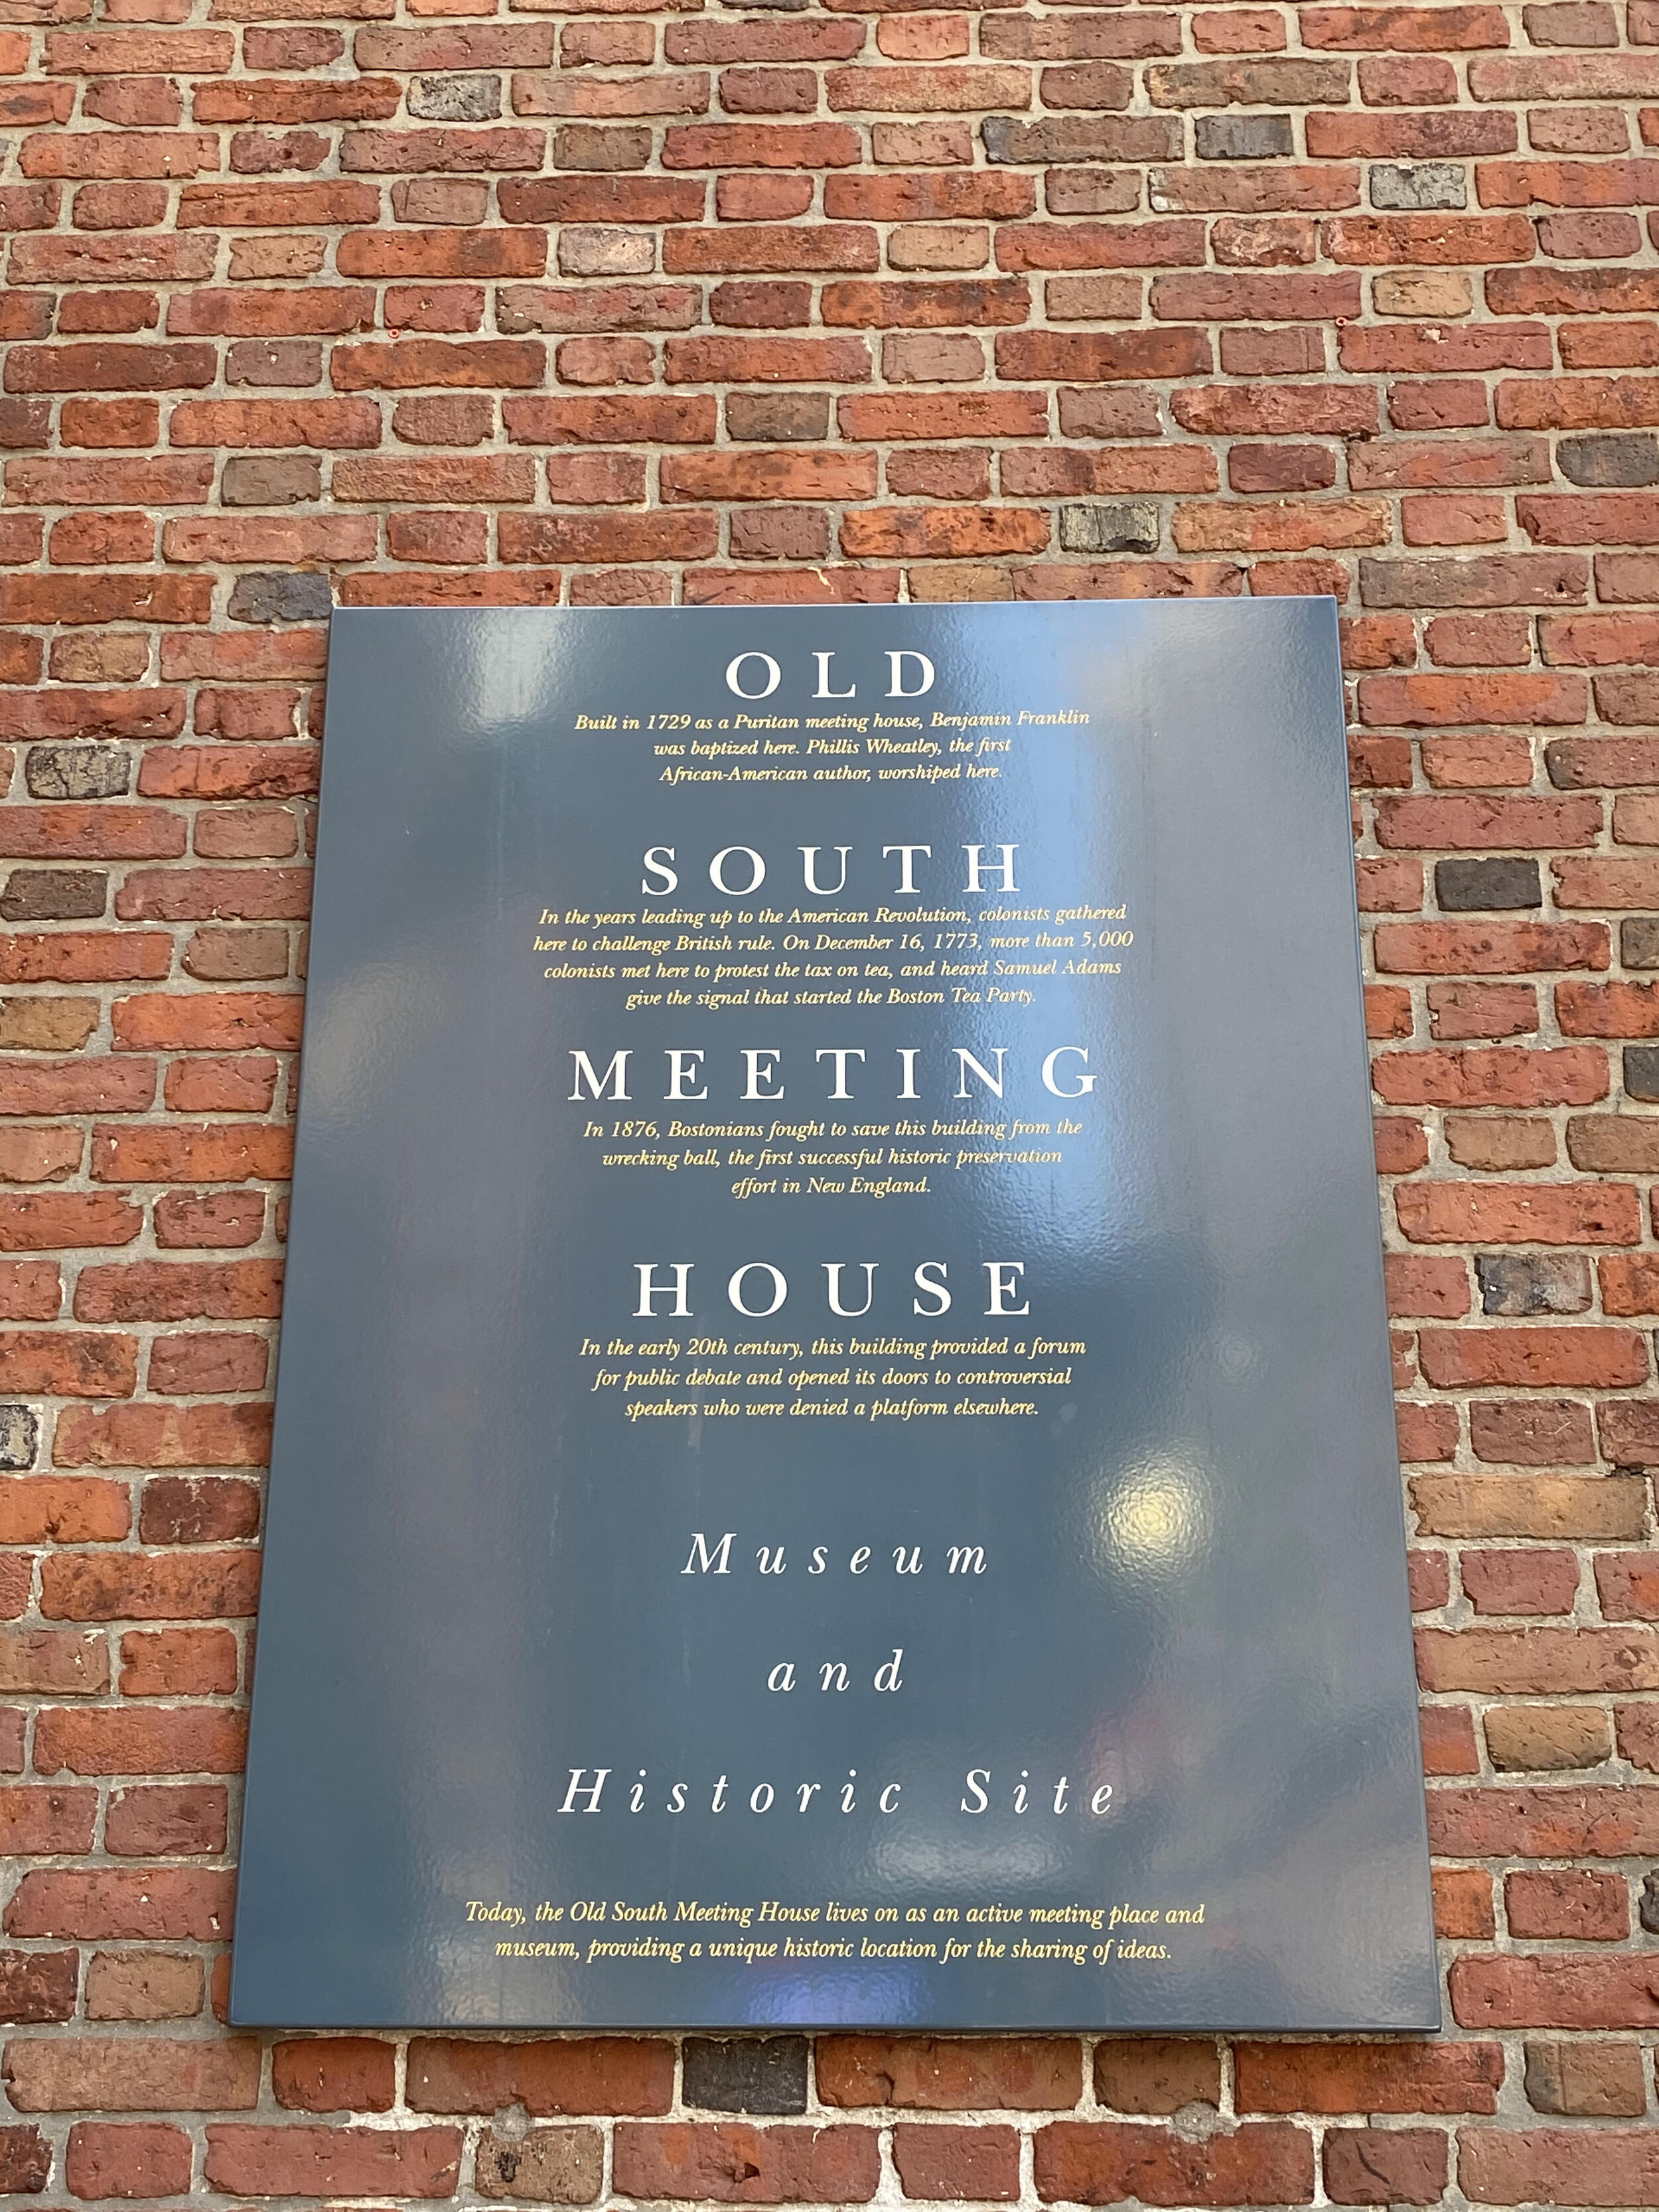 OLD
Built in 1729 as a Puritan meeting house, Benjamin Franklin
was baptized here. Phillis Wheatley, the first
African-American author, worshiped here.
SOUTH
In the years leading up to the American Revolution, colonists gathered
here to challenge British rule. On December 16, 1773, more than 5,000
colonists met here to protest the tax on tea, and heard Samuel Adams
give the signal that started the Boston Tea Party.
MEETING
In 1876, Bostonians fought to save this building from the
wrecking ball, the first successful historic preservation
effort in New England.
HOUSE
In the early 20th century, this building provided a forum
for public debate and opened its doors to controversial
speakers who were denied a platform elsewhere.
Museum
and
Historic Site
Today, the Old South Meeting House lives on as an active meeting place and
museum, providing a unique historic location for the sharing of ideas.